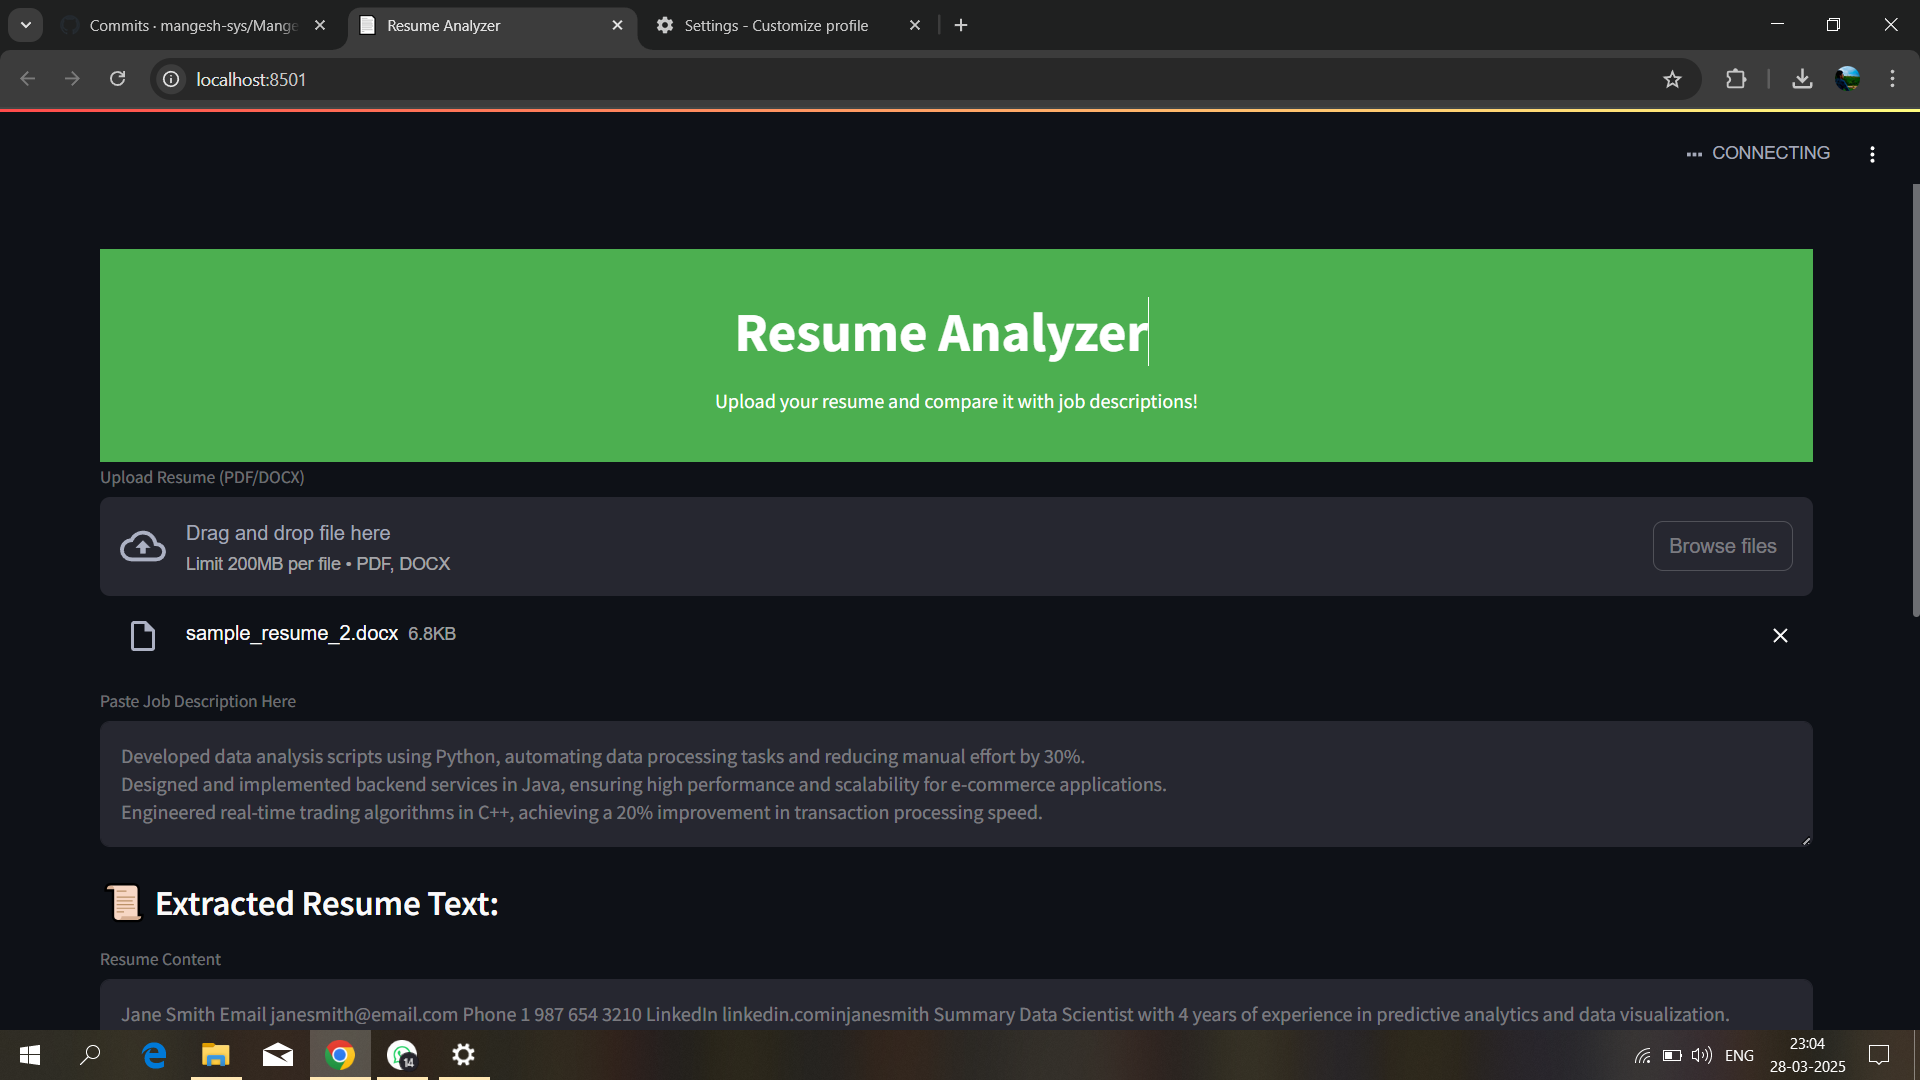 Commits · mangesh-sys/Mange
Resume Analyzer
Settings - Customize profile
localhost:8501
CONNECTING
Resume Analyzer
Upload your resume and compare it with job descriptions!
Upload Resume (PDF/DOCX)
Drag and drop file here
Limit 200MB per file • PDF, DOCX
Browse files
sample_resume_2.docx 6.8KB
Paste Job Description Here
Developed data analysis scripts using Python, automating data processing tasks and reducing manual effort by 30%.
Designed and implemented backend services in Java, ensuring high performance and scalability for e-commerce applications.
Engineered real-time trading algorithms in C++, achieving a 20% improvement in transaction processing speed.
📜 Extracted Resume Text:
Resume Content
Jane Smith Email janesmith@email.com Phone 1 987 654 3210 LinkedIn linkedin.cominjanesmith Summary Data Scientist with 4 years of experience in predictive analytics and data visualization.
14
ENG
23:04
28-03-2025